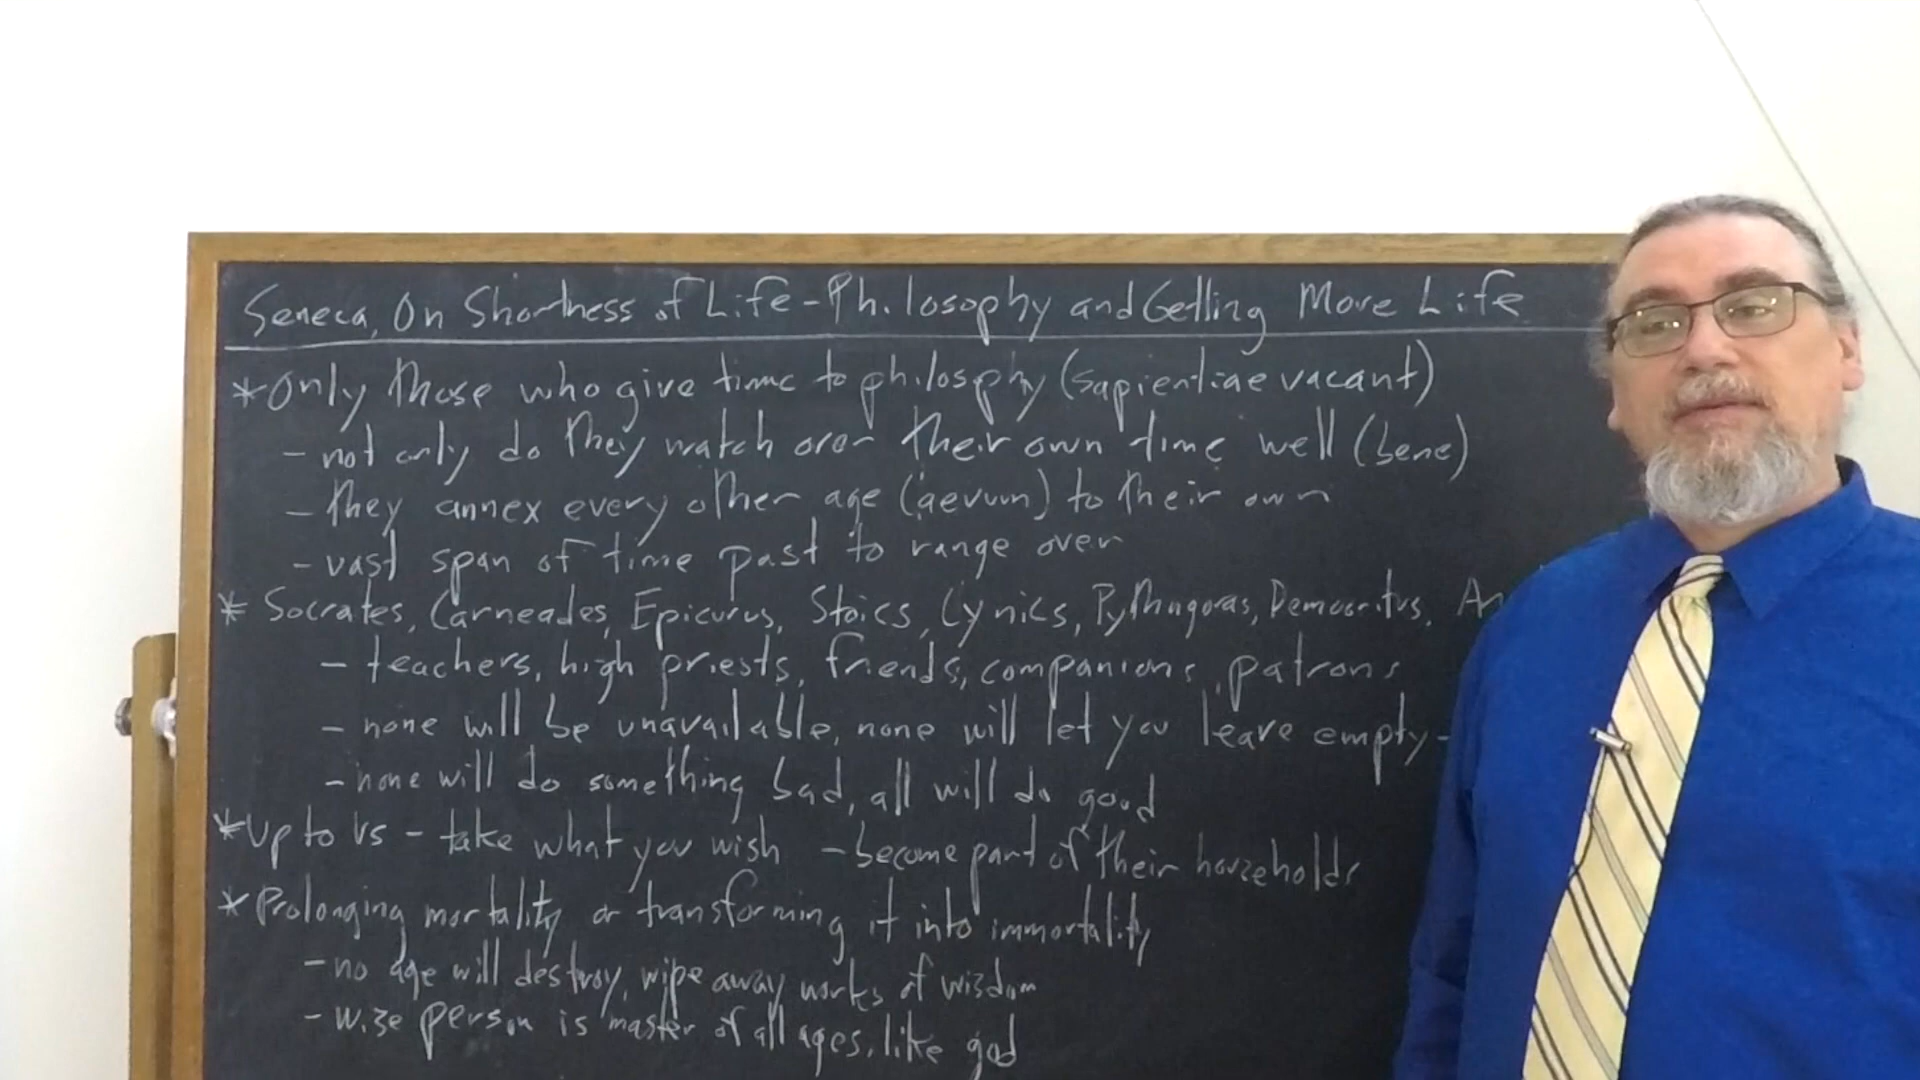 Seneca, On Shortness of Life - Philosophy and Getting More Life
* Only those who give time to philosphy (sapientiae vacant)
- not only do they watch over their own time well (bene)
- they annex every other age (aevum) to their own
- vast span of time past to range over
* Socrates, Carneades, Epicurus, Stoics, Cynics, Pythagoras, Democritus,
- teachers, high priests, friends, companions, patrons
- none will be unavailable, none will let you leave empty-
- none will do something bad, all will do good
* Up to us - take what you wish - become part of their households
* Prolonging mortality or transforming it into immortality
- no age will destroy, wipe away works of wisdom
- wise person is master of all ages, like god